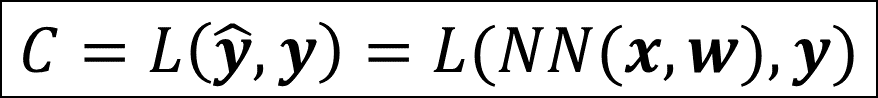 C = L(ŷ, y) = L(NN(x, w), y)